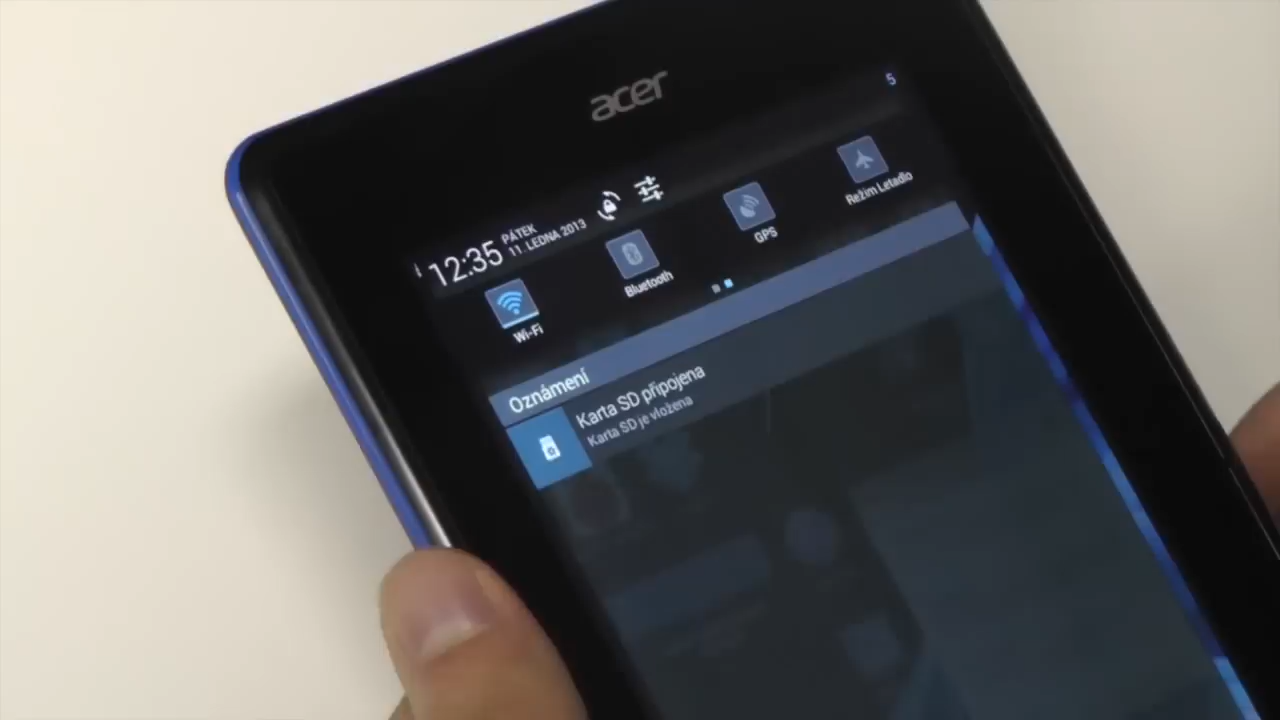 acer
5
12:35
PÁTEK
11. LEDNA 2013
Wi-Fi
Bluetooth
GPS
Režim Letadlo
Oznámení
Karta SD připojena
Karta SD je vložena